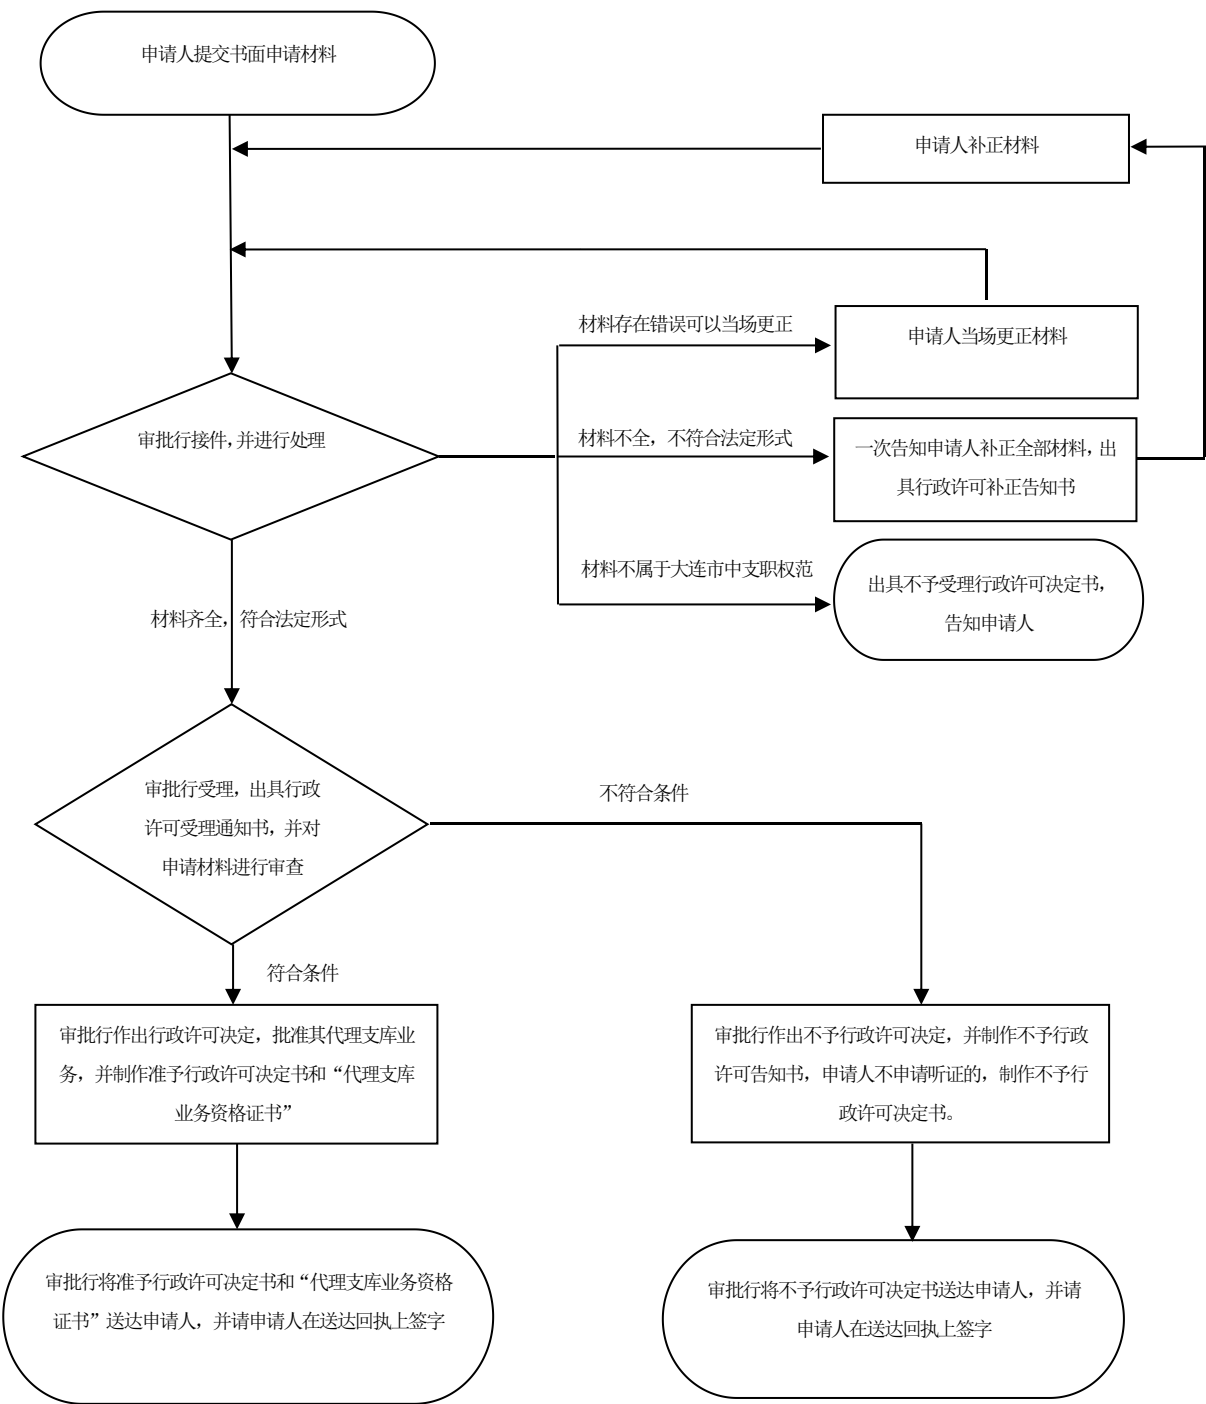 申请人提交书面申请材料
申请人补正材料
材料存在错误可以当场更正
申请人当场更正材料
审批行接件，并进行处理
材料不全，不符合法定形式
一次告知申请人补正全部材料，出
具行政许可补正告知书
材料不属于大连市中支职权范
出具不予受理行政许可决定书，
告知申请人
材料齐全，符合法定形式
审批行受理，出具行政
许可受理通知书，并对
申请材料进行审查
不符合条件
符合条件
审批行作出行政许可决定，批准其代理支库业
务，并制作准予行政许可决定书和“代理支库
业务资格证书”
审批行作出不予行政许可决定，并制作不予行政
许可告知书，申请人不申请听证的，制作不予行
政许可决定书。
审批行将准予行政许可决定书和“代理支库业务资格
证书”送达申请人，并请申请人在送达回执上签字
审批行将不予行政许可决定书送达申请人，并请
申请人在送达回执上签字